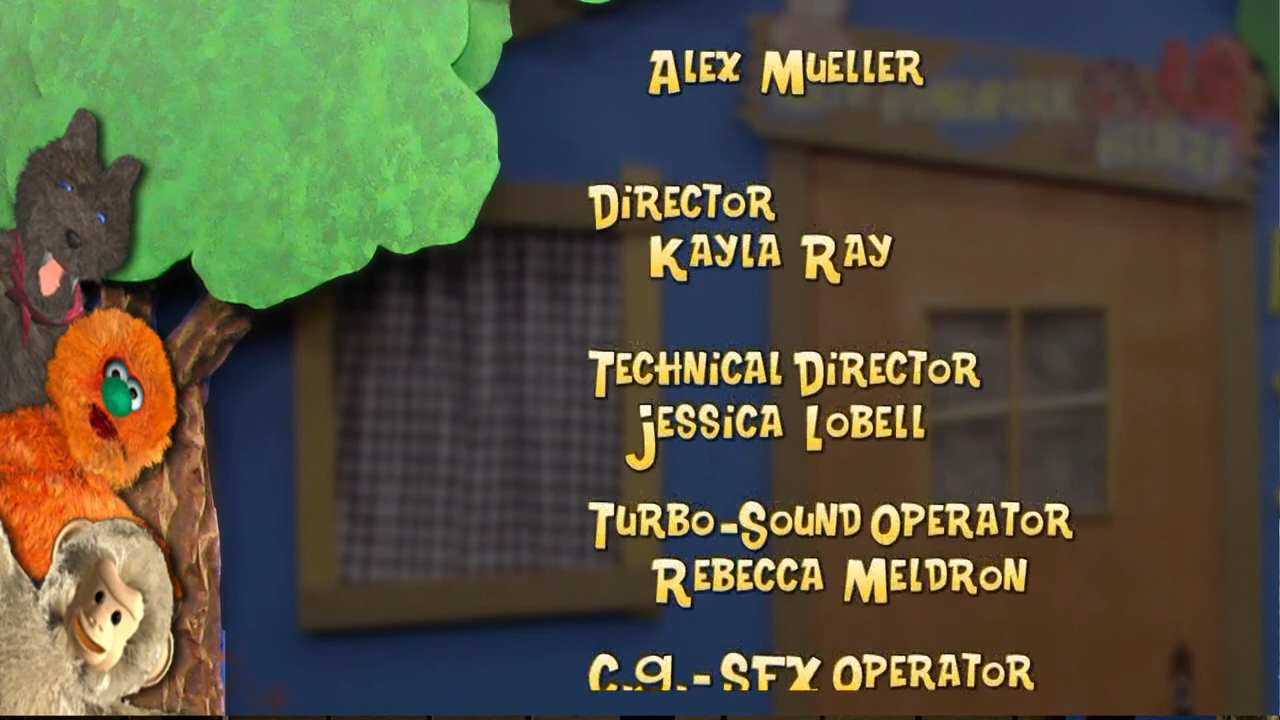 Alex Mueller
Director
Kayla Ray
Technical Director
Jessica Lobell
Turbo-Sound Operator
Rebecca Meldron
C.g.-SFX Operator